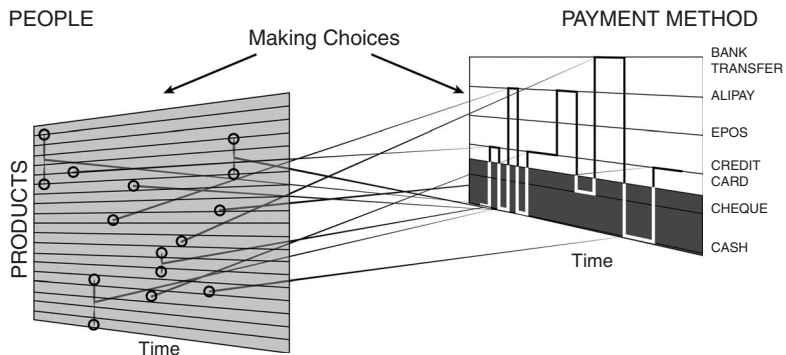 PEOPLE
PAYMENT METHOD
Making Choices
BANK
TRANSFER
ALIPAY
EPOS
CREDIT
CARD
CHEQUE
CASH
PRODUCTS
Time
Time